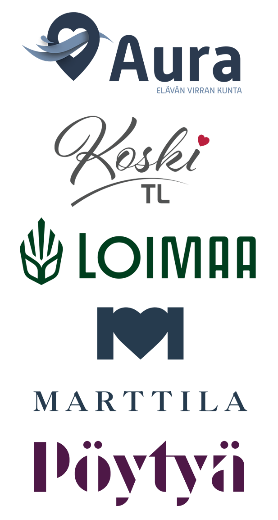 Aura
ELÄVÄN VIRRAN KUNTA
Koski
TL
LOIMAA
M
MARTTILA
Pöytyä